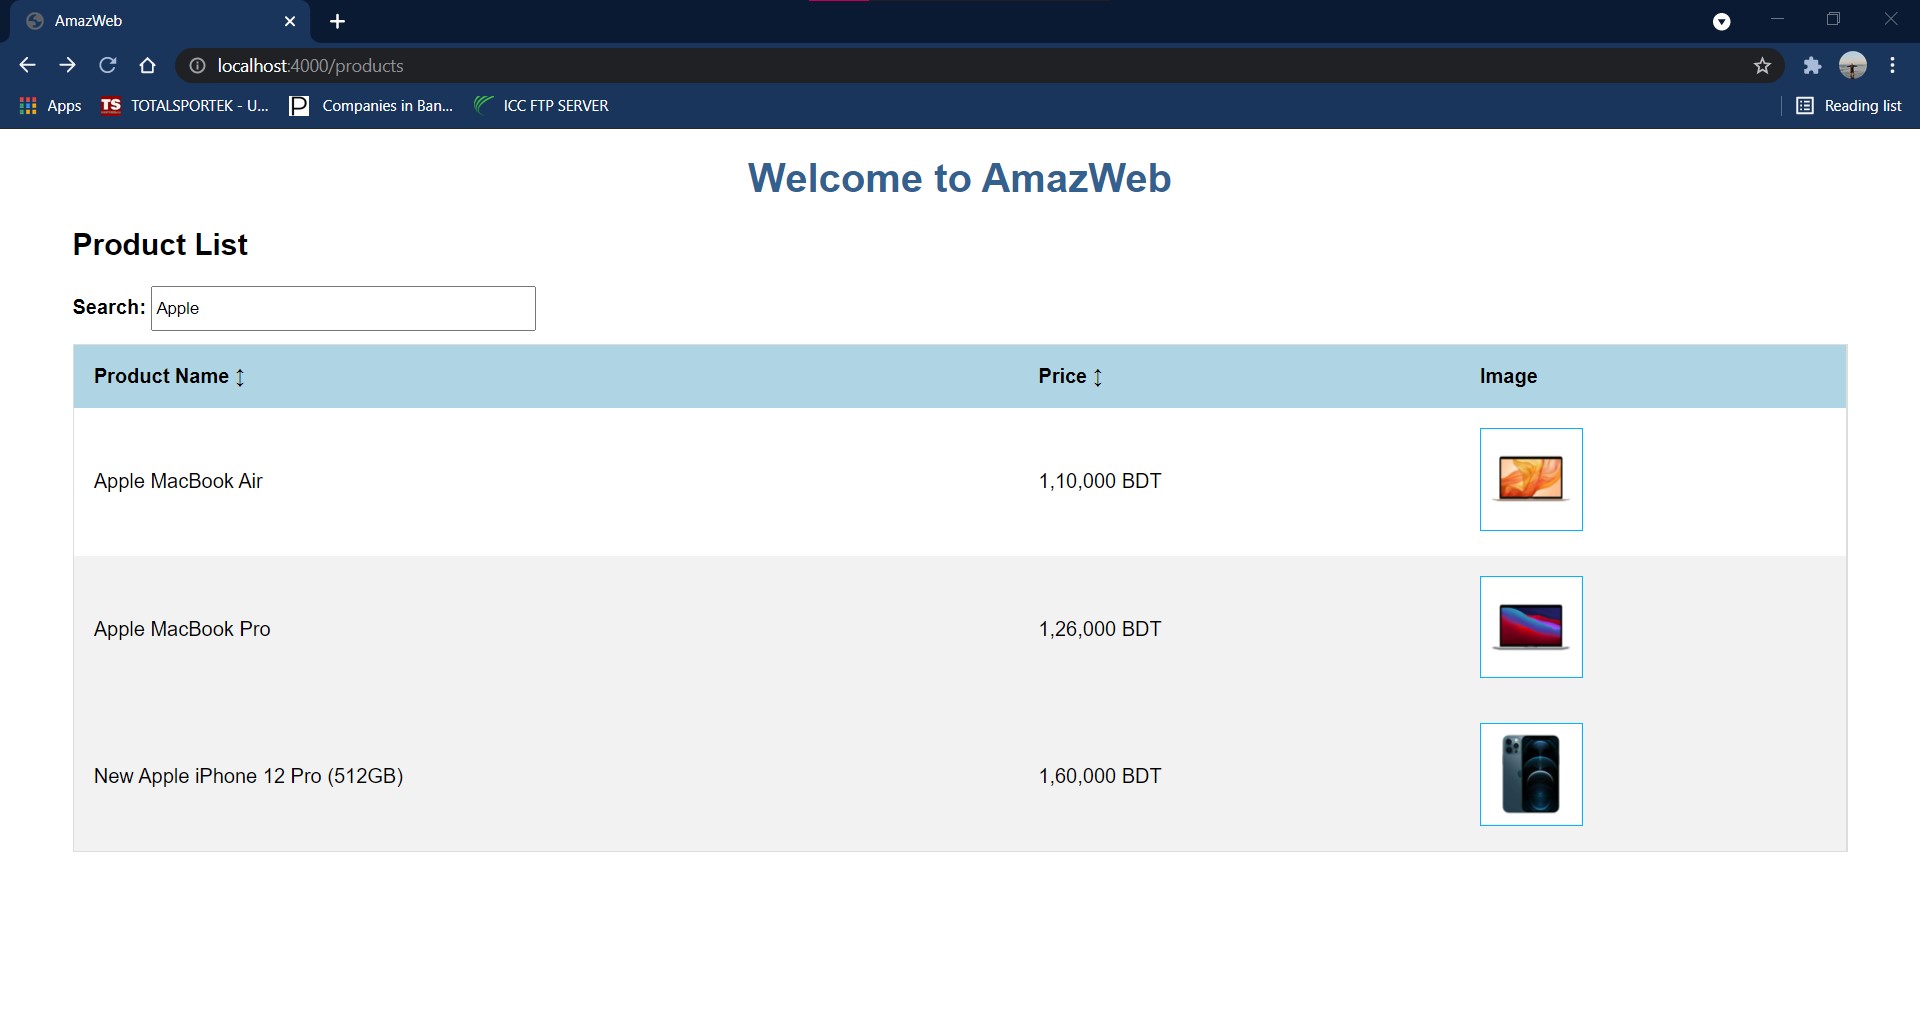 AmazWeb
localhost:4000/products
Apps TS TOTALSPORTEK - U... P Companies in Ban... ICC FTP SERVER Reading list
Welcome to AmazWeb
Product List
Search: Apple
Product Name ↕ Price ↕ Image
Apple MacBook Air 1,10,000 BDT
Apple MacBook Pro 1,26,000 BDT
New Apple iPhone 12 Pro (512GB) 1,60,000 BDT